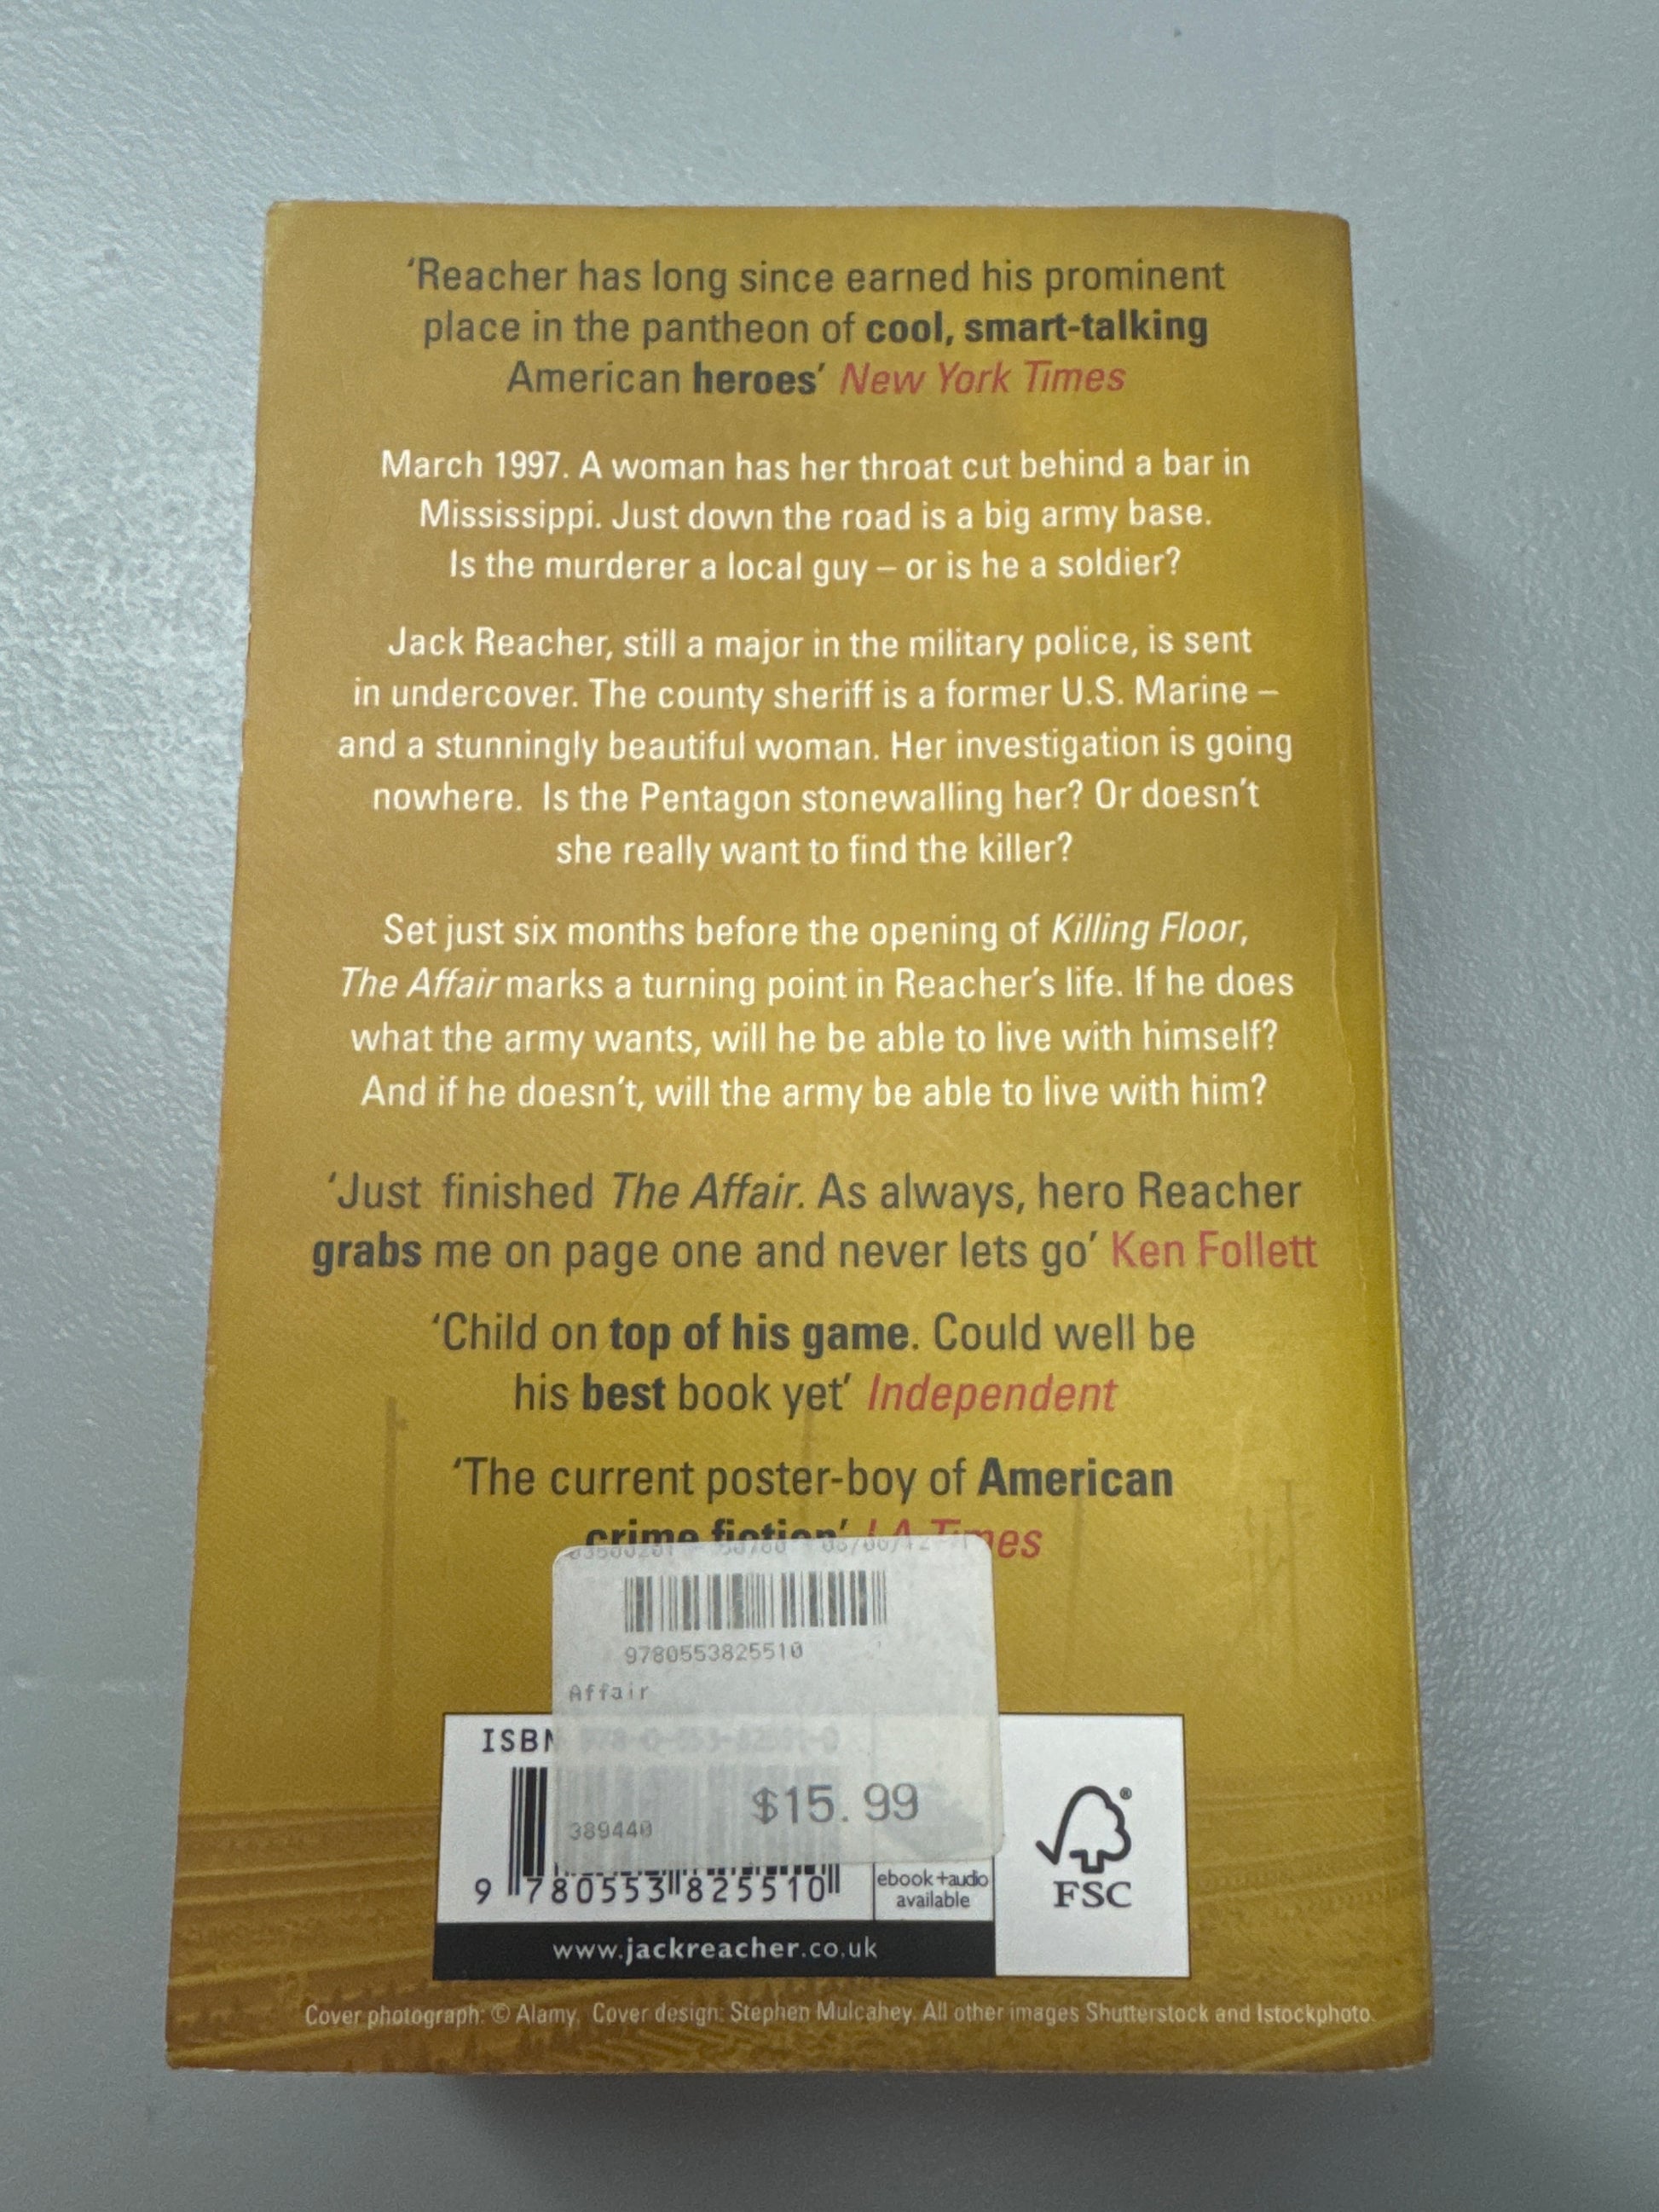 ‘Reacher has long since earned his prominent
place in the pantheon of cool, smart-talking
American heroes’ New York Times
March 1997. A woman has her throat cut behind a bar in
Mississippi. Just down the road is a big army base.
Is the murderer a local guy – or is he a soldier?
Jack Reacher, still a major in the military police, is sent
in undercover. The county sheriff is a former U.S. Marine –
and a stunningly beautiful woman. Her investigation is going
nowhere. Is the Pentagon stonewalling her? Or doesn’t
she really want to find the killer?
Set just six months before the opening of Killing Floor,
The Affair marks a turning point in Reacher’s life. If he does
what the army wants, will he be able to live with himself?
And if he doesn’t, will the army be able to live with him?
‘Just finished The Affair. As always, hero Reacher
grabs me on page one and never lets go’ Ken Follett
‘Child on top of his game. Could well be
his best book yet’ Independent
‘The current poster-boy of American
crime fiction’ LA Times
9780553825510
Affair
ISBN 978-0-553-82551-0
$15.99
389440
9 780553 825510
ebook + audio
available
FSC
®
www.jackreacher.co.uk
Cover photograph: © Alamy. Cover design: Stephen Mulcahey. All other images Shutterstock and Istockphoto.